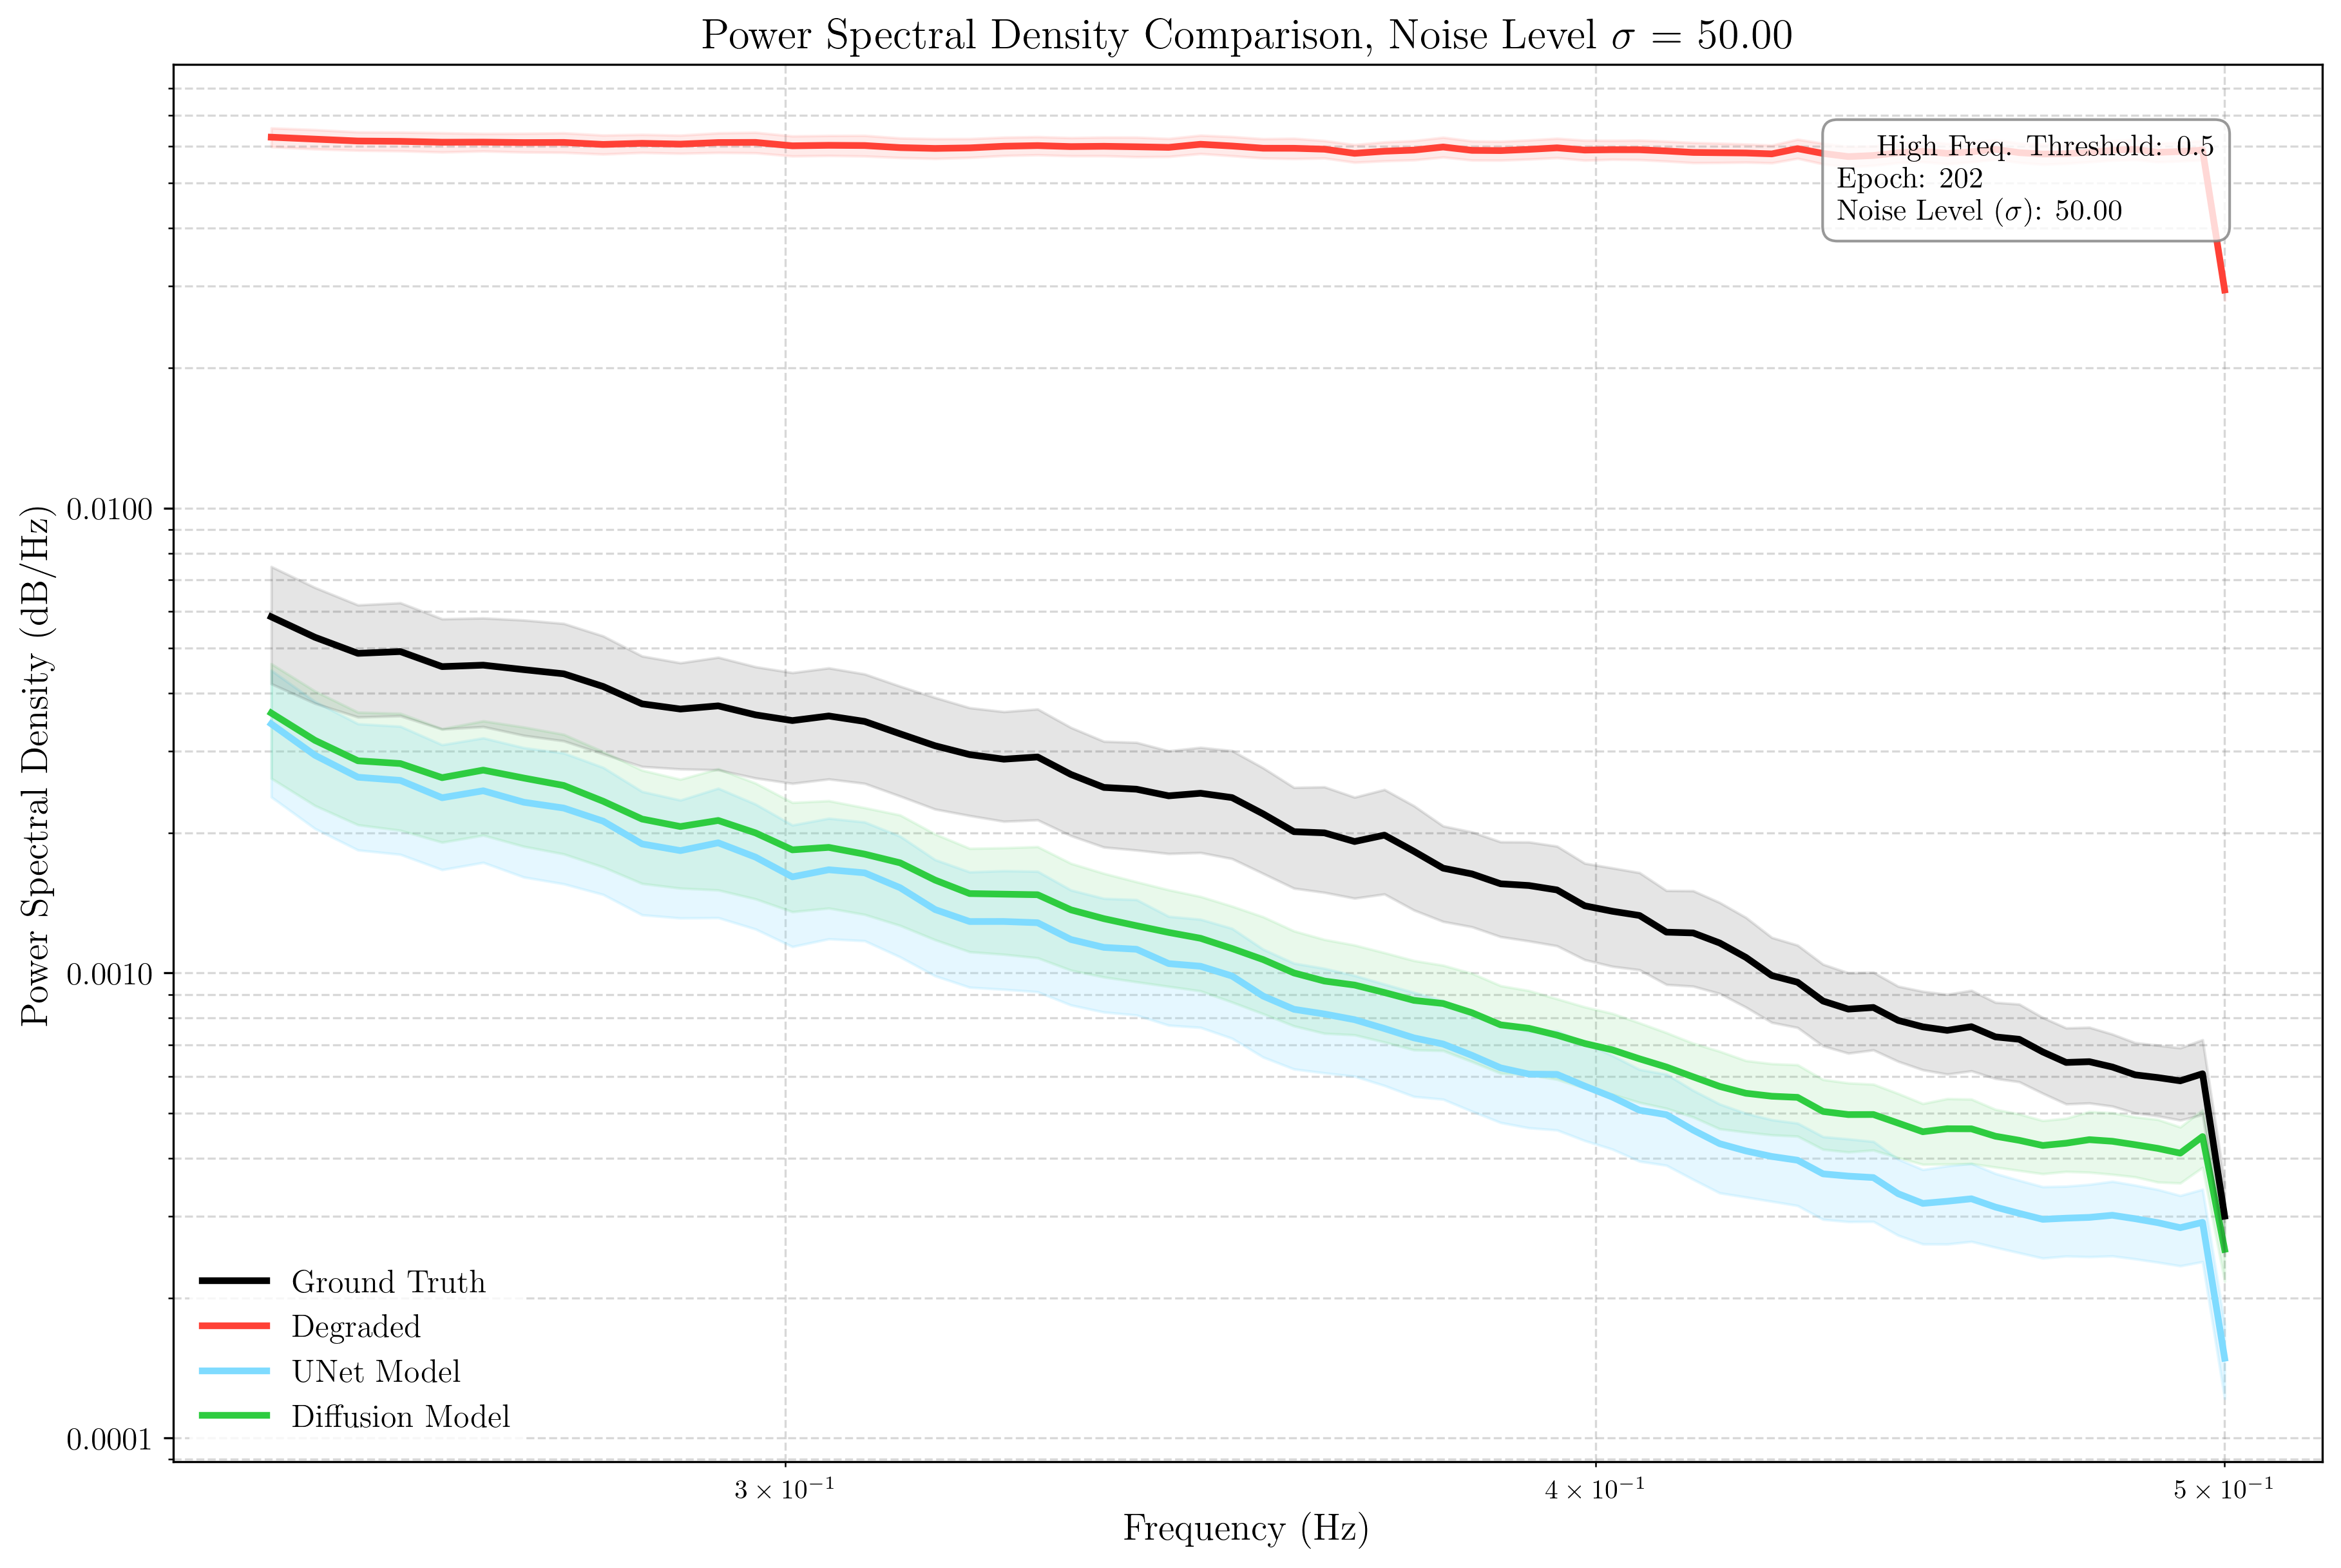 Power Spectral Density Comparison, Noise Level σ = 50.00
High Freq. Threshold: 0.5
Epoch: 202
Noise Level (σ): 50.00
Power Spectral Density (dB/Hz)
0.0100
0.0010
0.0001
Ground Truth
Degraded
UNet Model
Diffusion Model
3 × 10⁻¹
4 × 10⁻¹
5 × 10⁻¹
Frequency (Hz)